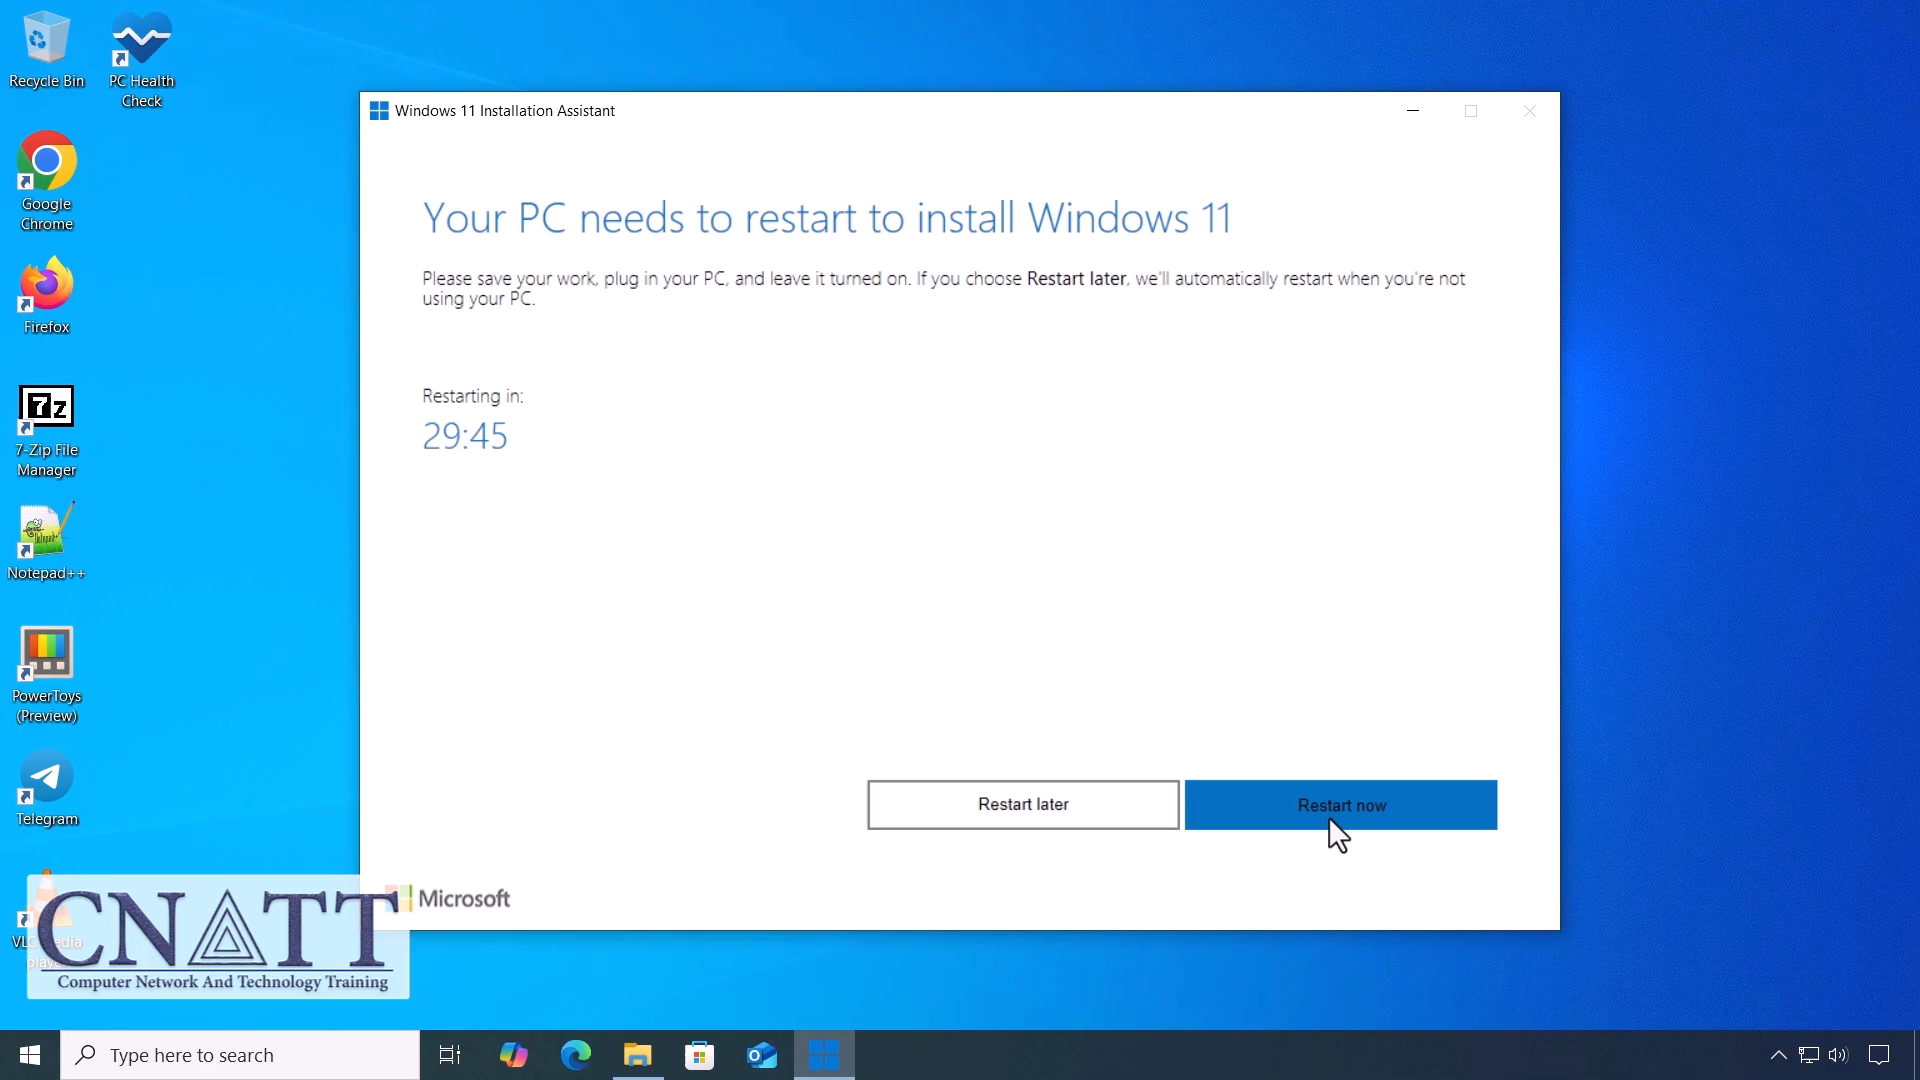 Recycle Bin
PC Health
Check
Google
Chrome
Firefox
7z
7-Zip File
Manager
Notepad++
PowerToys
(Preview)
Telegram
Windows 11 Installation Assistant
Your PC needs to restart to install Windows 11
Please save your work, plug in your PC, and leave it turned on. If you choose Restart later, we'll automatically restart when you're not
using your PC.
Restarting in:
29:45
Restart later
Restart now
Microsoft
CNATT
Computer Network And Technology Training
Type here to search